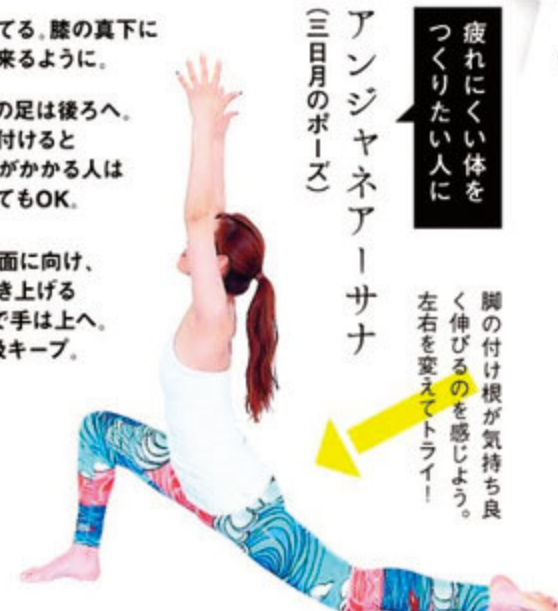 疲れにくい体を
つくりたい人に
アンジャネアーサナ
（三日月のポーズ）
てる。膝の真下に
来るように。
の足は後ろへ。
付けると
がかかる人は
てもOK。
面に向け、
き上げる
で手は上へ。
キープ。
脚の付け根が気持ち良
く伸びるのを感じよう。
左右を変えてトライ！